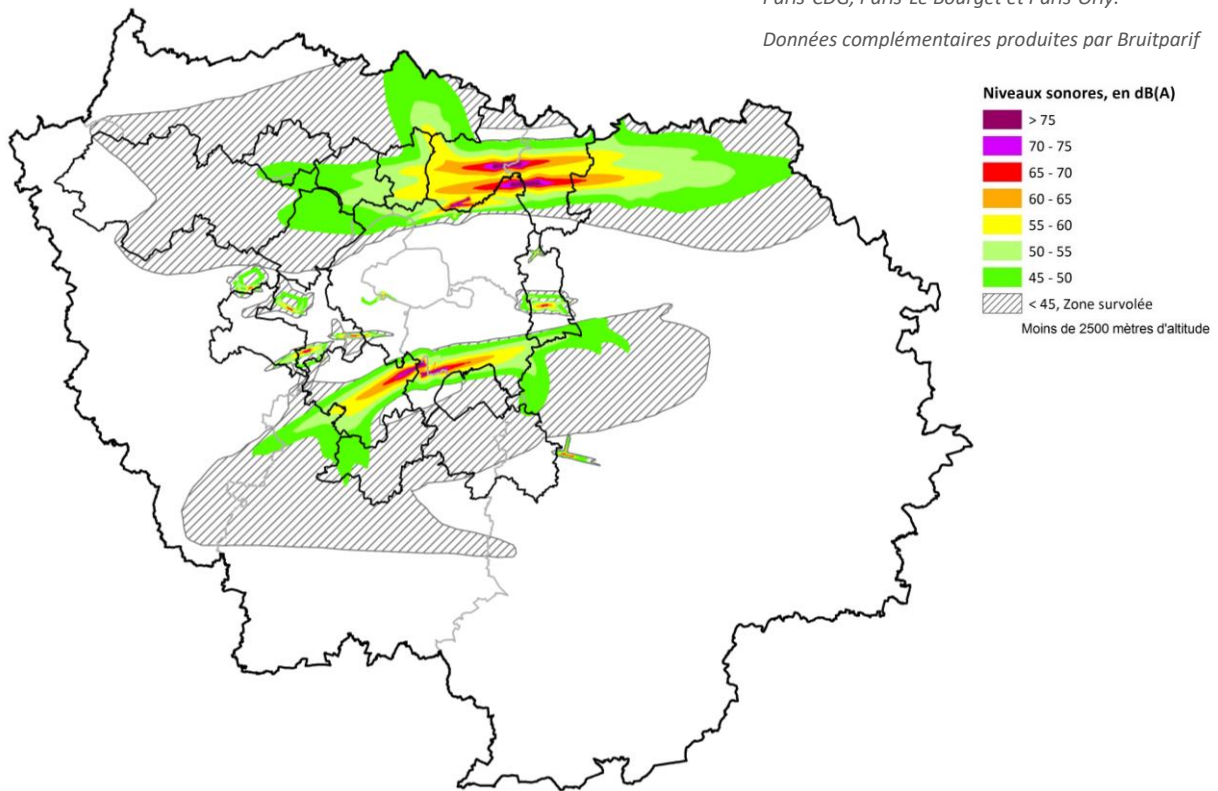 Paris-CDG, Paris-Le Bourget et Paris-Orly.
Données complémentaires produites par Bruitparif
Niveaux sonores, en dB(A)
> 75
70 - 75
65 - 70
60 - 65
55 - 60
50 - 55
45 - 50
< 45, Zone survolée
Moins de 2500 mètres d'altitude